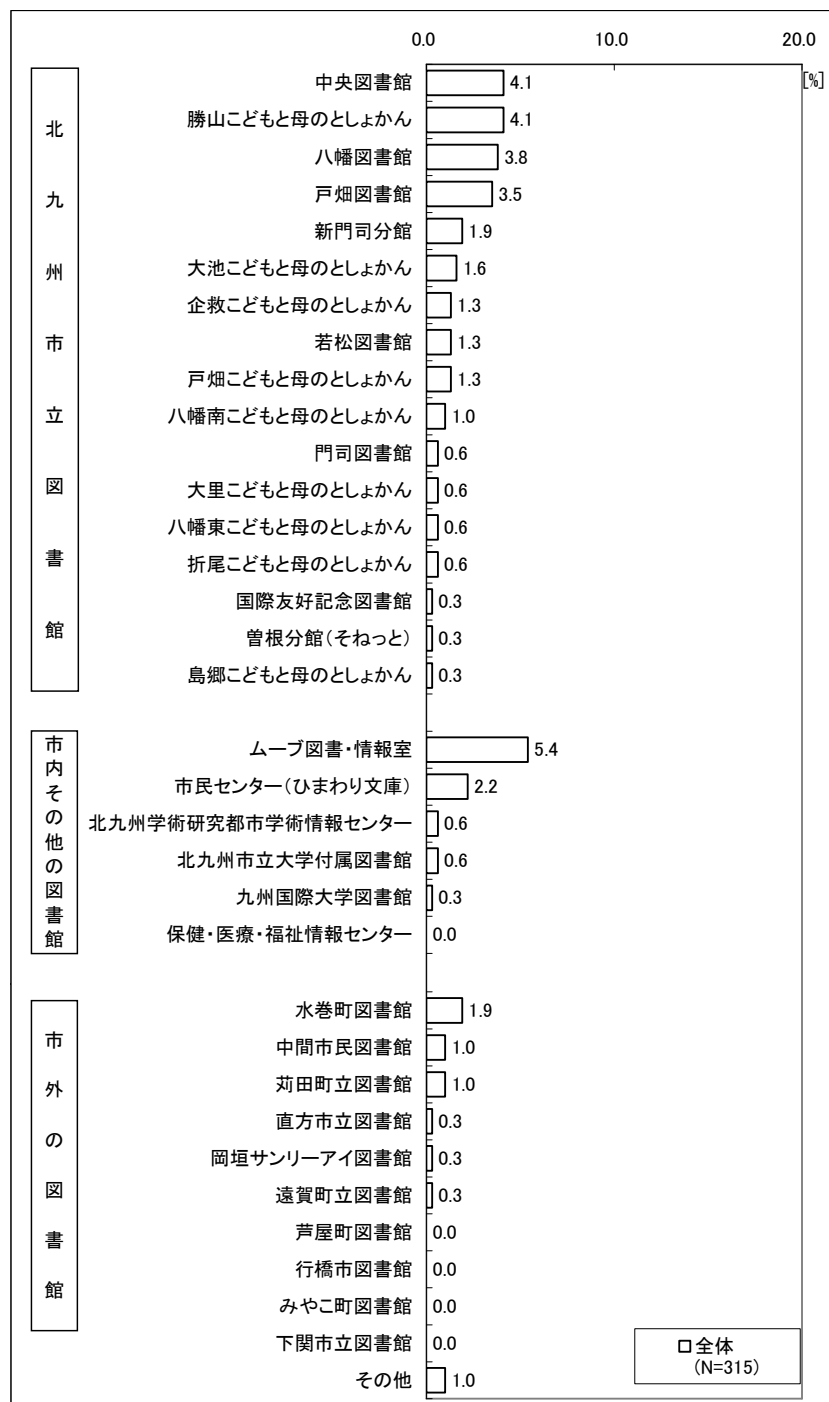 0.0 10.0 20.0
[%]
北九州市立図書館
中央図書館 4.1
勝山こどもと母のとしょかん 4.1
八幡図書館 3.8
戸畑図書館 3.5
新門司分館 1.9
大池こどもと母のとしょかん 1.6
企救こどもと母のとしょかん 1.3
若松図書館 1.3
戸畑こどもと母のとしょかん 1.3
八幡南こどもと母のとしょかん 1.0
門司図書館 0.6
大里こどもと母のとしょかん 0.6
八幡東こどもと母のとしょかん 0.6
折尾こどもと母のとしょかん 0.6
国際友好記念図書館 0.3
曽根分館(そねっと) 0.3
島郷こどもと母のとしょかん 0.3
市内その他の図書館
ムーブ図書・情報室 5.4
市民センター(ひまわり文庫) 2.2
北九州学術研究都市学術情報センター 0.6
北九州市立大学付属図書館 0.6
九州国際大学図書館 0.3
保健・医療・福祉情報センター 0.0
市外の図書館
水巻町図書館 1.9
中間市民図書館 1.0
苅田町立図書館 1.0
直方市立図書館 0.3
岡垣サンリーアイ図書館 0.3
遠賀町立図書館 0.3
芦屋町図書館 0.0
行橋市図書館 0.0
みやこ町図書館 0.0
下関市立図書館 0.0
その他 1.0
全体
(N=315)